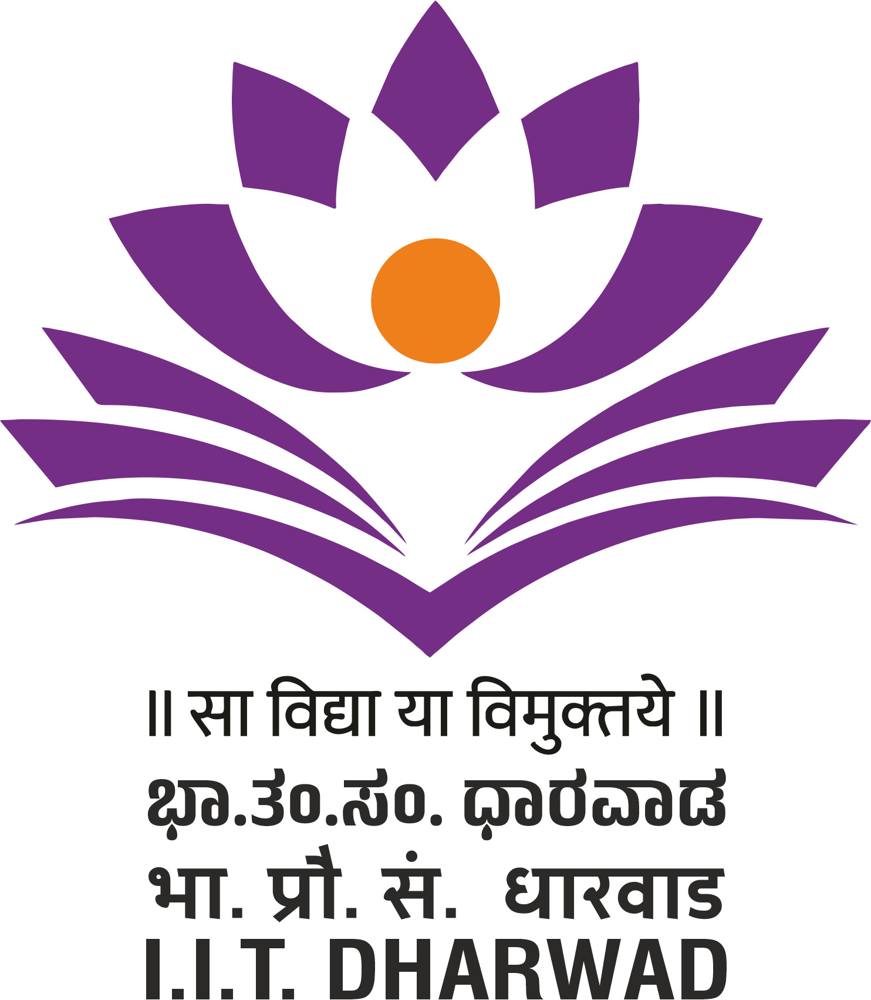 ॥ सा विद्या या विमुक्तये ॥
ಭಾ.ತಂ.ಸಂ. ಧಾರವಾಡ
भा. प्रौ. सं. धारवाड
I.I.T. DHARWAD